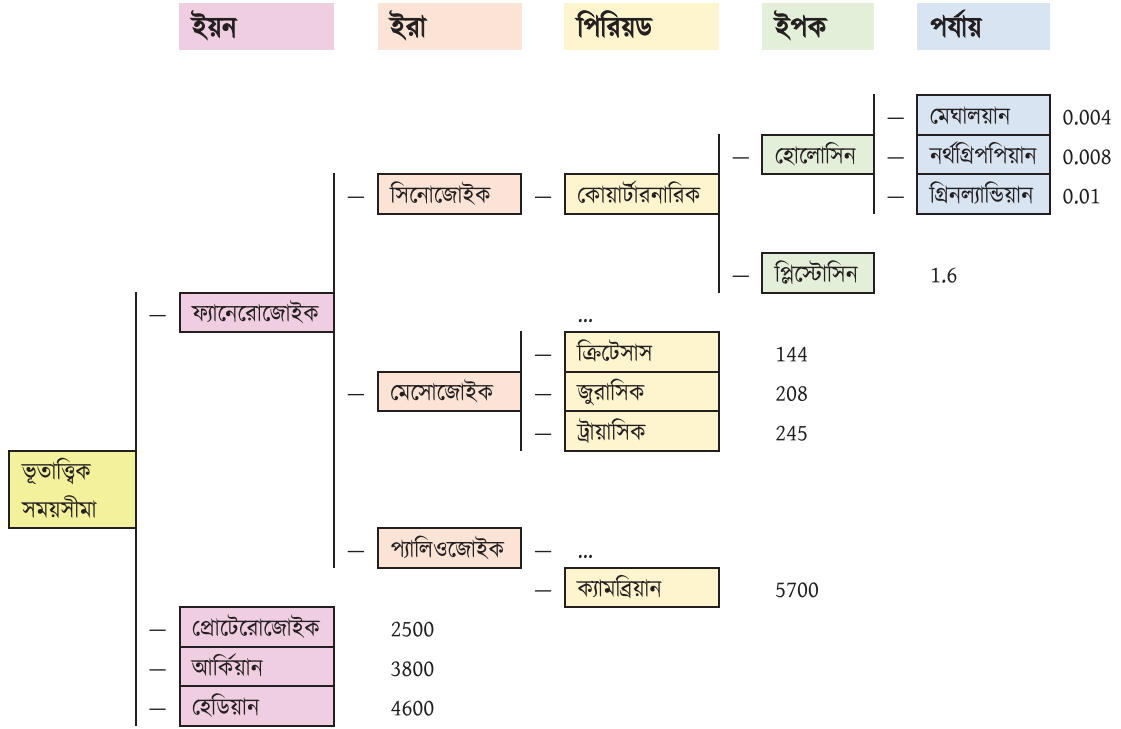 ইয়ন ইরা পিরিয়ড ইপক পর্যায়
মেঘালয়ান 0.004
হোলোসিন নর্থগ্রিপপিয়ান 0.008
সিনোজোইক কোয়ার্টারনারিক গ্রিনল্যান্ডিয়ান 0.01
প্লিস্টোসিন 1.6
ফ্যানেরোজোইক ...
ক্রিটেসাস 144
মেসোজোইক জুরাসিক 208
ট্রায়াসিক 245
ভূতাত্ত্বিক
সময়সীমা
প্যালিওজোইক ...
ক্যামব্রিয়ান 5700
প্রোটেরোজোইক 2500
আর্কিয়ান 3800
হেডিয়ান 4600